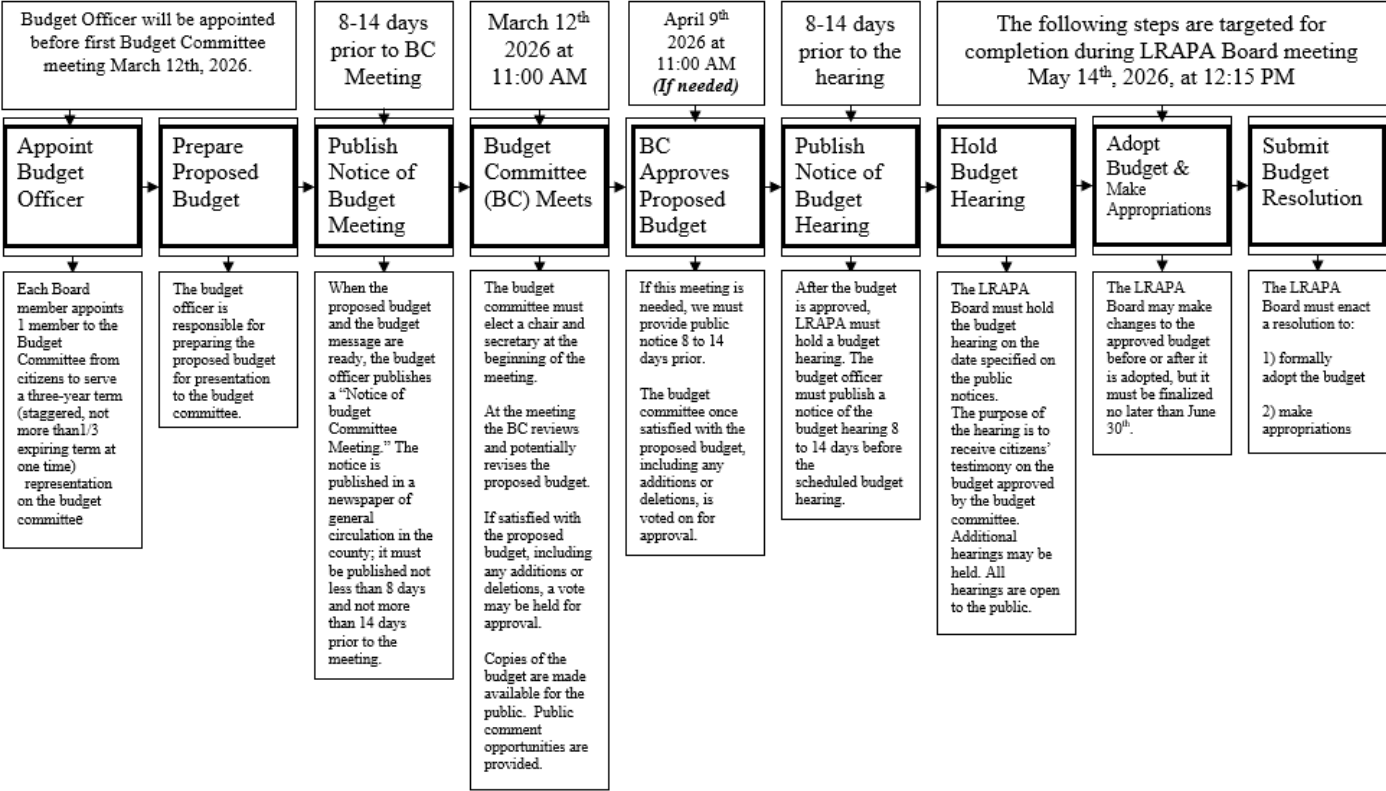 Budget Officer will be appointed
before first Budget Committee
meeting March 12th, 2026.
8-14 days
prior to BC
Meeting
March 12th
2026 at
11:00 AM
April 9th
2026 at
11:00 AM
(If needed)
8-14 days
prior to the
hearing
The following steps are targeted for
completion during LRAPA Board meeting
May 14th, 2026, at 12:15 PM
Appoint
Budget
Officer
Prepare
Proposed
Budget
Publish
Notice of
Budget
Meeting
Budget
Committee
(BC) Meets
BC
Approves
Proposed
Budget
Publish
Notice of
Budget
Hearing
Hold
Budget
Hearing
Adopt
Budget &
Make
Appropriations
Submit
Budget
Resolution
Each Board
member appoints
1 member to the
Budget
Committee from
citizens to serve
a three-year term
(staggered, not
more than1/3
expiring term at
one time)
representation
on the budget
committee
The budget
officer is
responsible for
preparing the
proposed budget
for presentation
to the budget
committee.
When the
proposed budget
and the budget
message are
ready, the budget
officer publishes
a “Notice of
budget
Committee
Meeting.” The
notice is
published in a
newspaper of
general
circulation in the
county; it must
be published not
less than 8 days
and not more
than 14 days
prior to the
meeting.
The budget
committee must
elect a chair and
secretary at the
beginning of the
meeting.
At the meeting
the BC reviews
and potentially
revises the
proposed budget.
If satisfied with
the proposed
budget, including
any additions or
deletions, a vote
may be held for
approval.
Copies of the
budget are made
available for the
public. Public
comment
opportunities are
provided.
If this meeting is
needed, we must
provide public
notice 8 to 14
days prior.
The budget
committee once
satisfied with the
proposed budget,
including any
additions or
deletions, is
voted on for
approval.
After the budget
is approved,
LRAPA must
hold a budget
hearing. The
budget officer
must publish a
notice of the
budget hearing 8
to 14 days before
the
scheduled budget
hearing.
The LRAPA
Board must hold
the budget
hearing on the
date specified on
the public
notices.
The purpose of
the hearing is to
receive citizens’
testimony on the
budget approved
by the budget
committee.
Additional
hearings may be
held. All
hearings are open
to the public.
The LRAPA
Board may make
changes to the
approved budget
before or after it
is adopted, but it
must be finalized
no later than June
30th.
The LRAPA
Board must enact
a resolution to:
1) formally
adopt the budget
2) make
appropriations